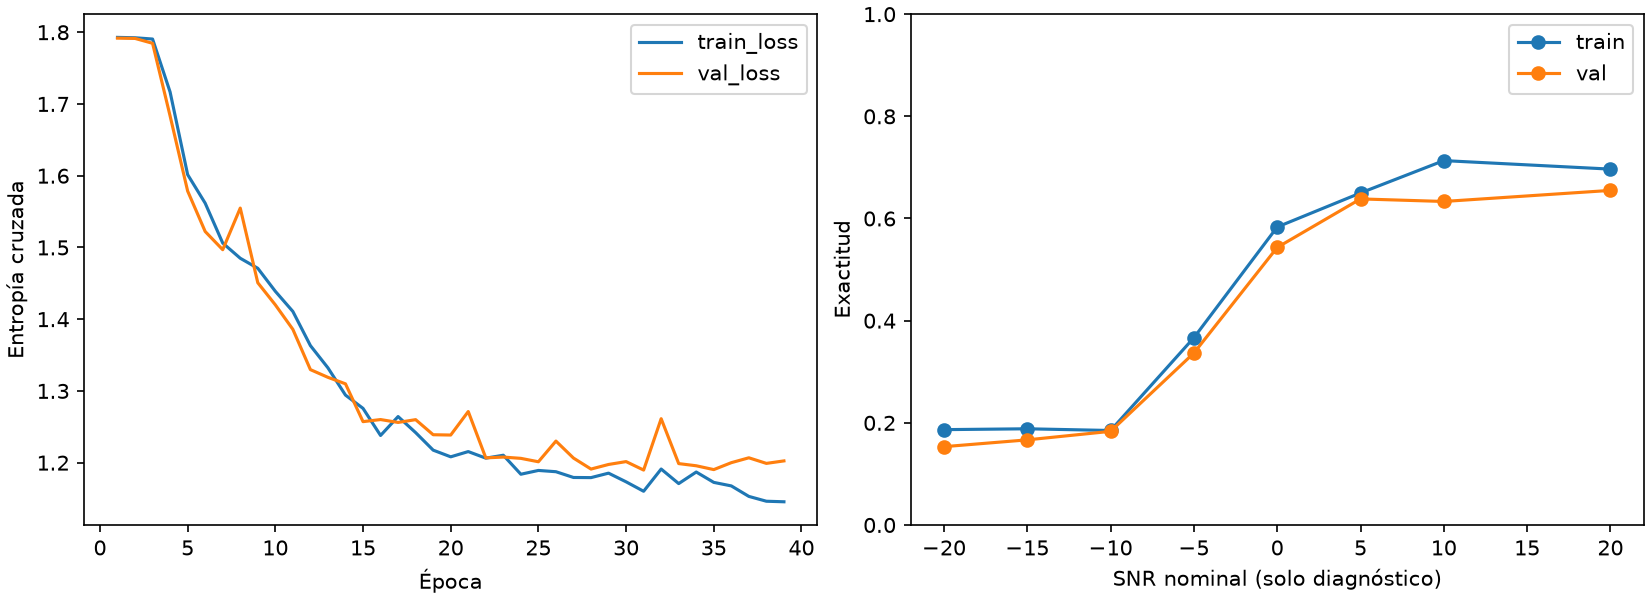 train_loss
val_loss
1.8
1.7
1.6
1.5
1.4
1.3
1.2
Entropía cruzada
0 5 10 15 20 25 30 35 40
Época
train
val
1.0
0.8
0.6
0.4
0.2
0.0
Exactitud
−20 −15 −10 −5 0 5 10 15 20
SNR nominal (solo diagnóstico)